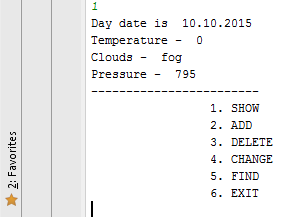 1
Day date is  10.10.2015
Temperature -  0
Clouds -  fog
Pressure -  795
------------------------
1. SHOW
2. ADD
3. DELETE
4. CHANGE
5. FIND
6. EXIT
2: Favorites